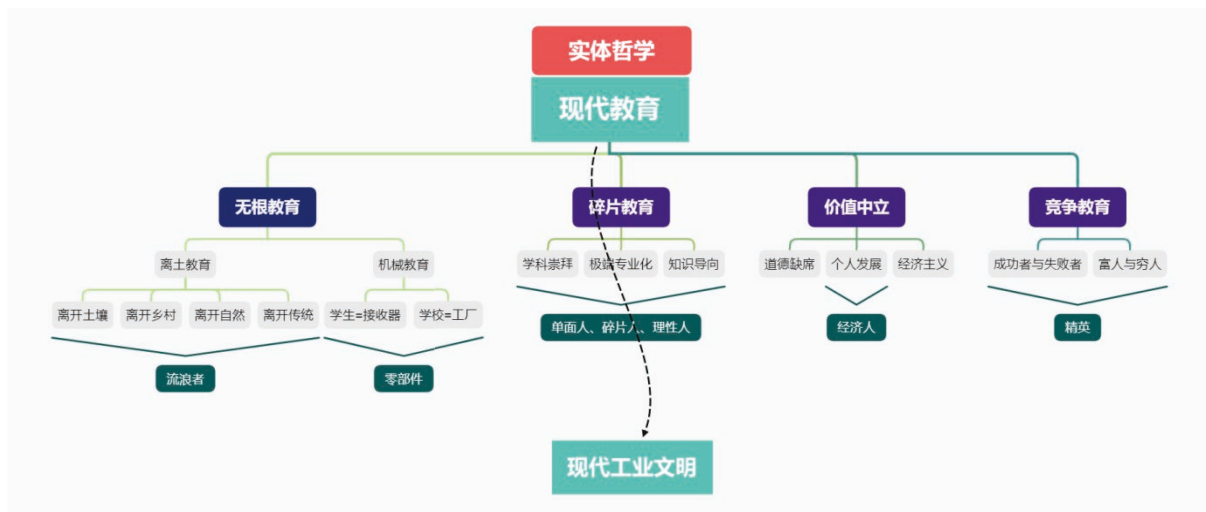 实体哲学
现代教育
无根教育
碎片教育
价值中立
竞争教育
离土教育
机械教育
学科崇拜
极端专业化
知识导向
道德缺席
个人发展
经济主义
成功者与失败者
富人与穷人
离开土壤
离开乡村
离开自然
离开传统
学生=接收器
学校=工厂
单面人、碎片人、理性人
经济人
精英
流浪者
零部件
现代工业文明